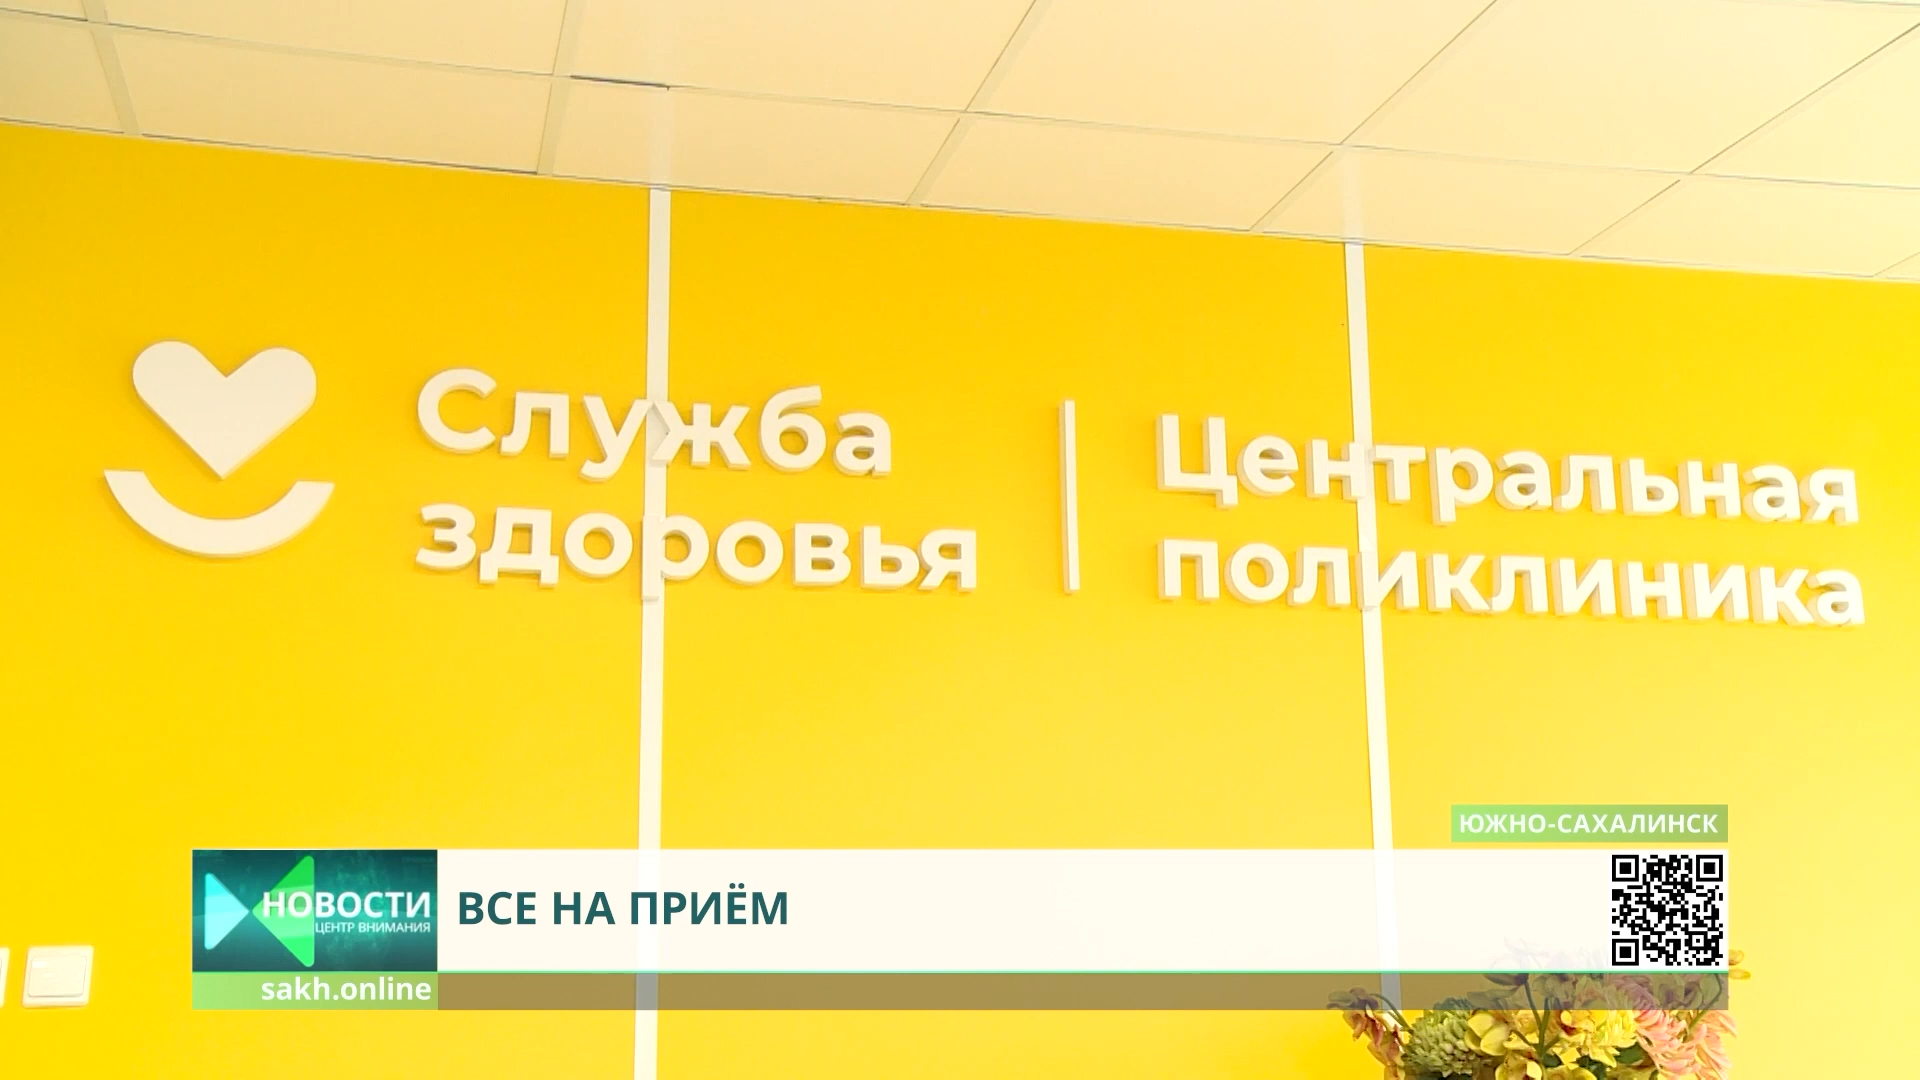 Служба
здоровья
Центральная
поликлиника
ЮЖНО-САХАЛИНСК
НОВОСТИ
ЦЕНТР ВНИМАНИЯ
ВСЕ НА ПРИЁМ
sakh.online